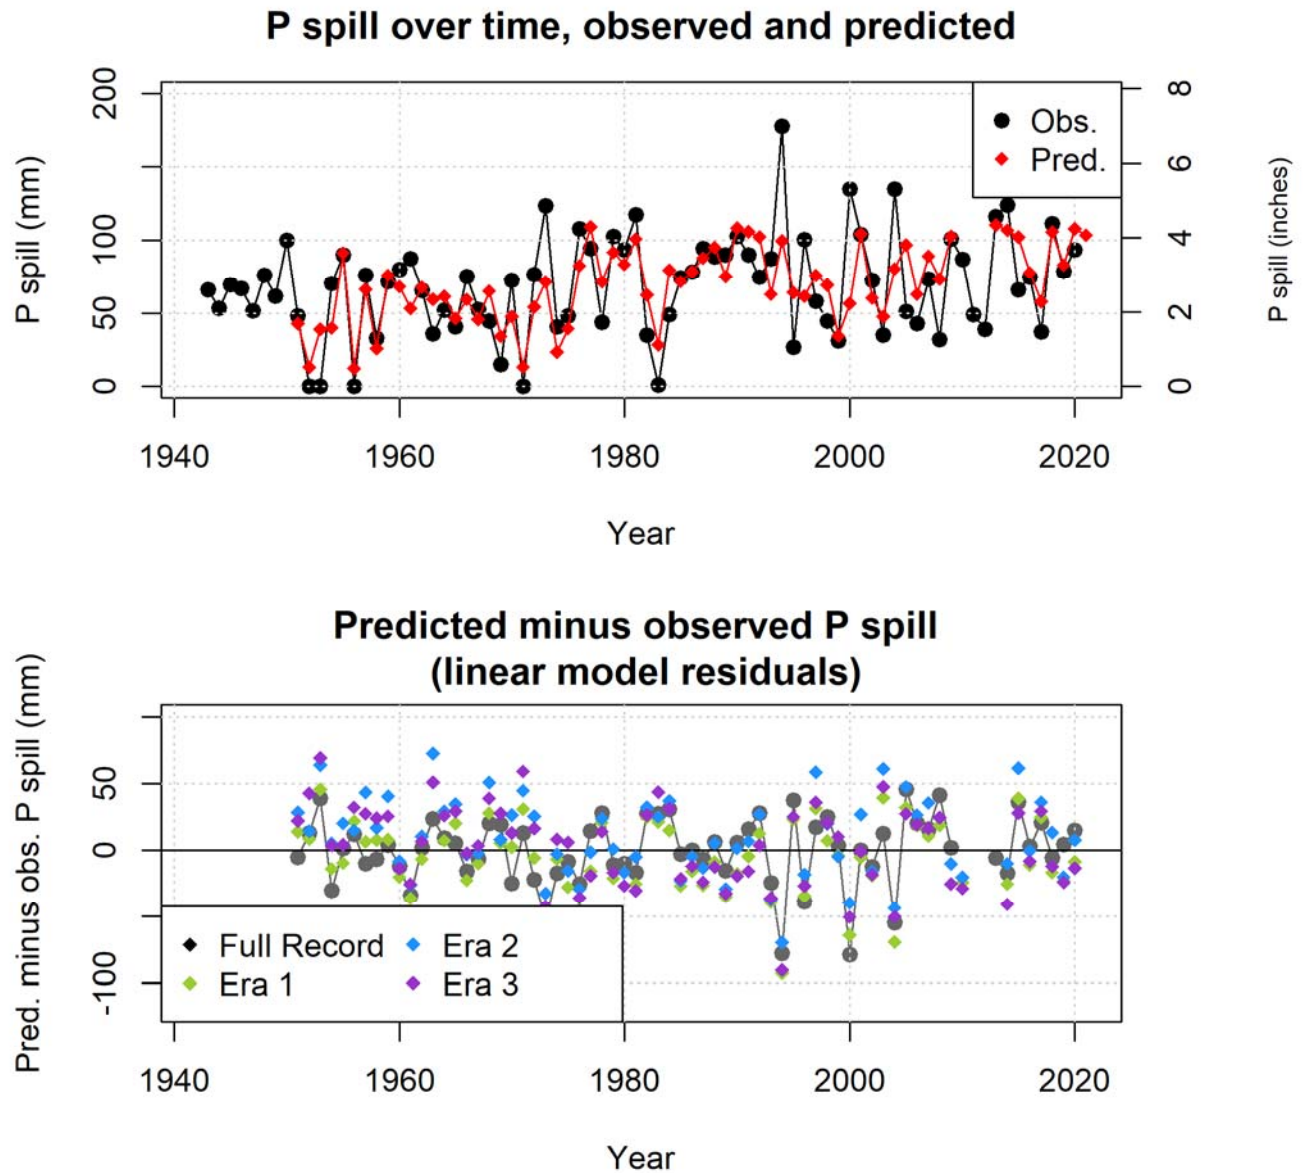 P spill over time, observed and predicted
P spill (mm)
200
100
50
0
8
6
4
2
0
P spill (inches)
Obs.
Pred.
1940 1960 1980 2000 2020
Year
Predicted minus observed P spill
(linear model residuals)
Pred. minus obs. P spill (mm)
50
0
-100
Full Record Era 2
Era 1 Era 3
1940 1960 1980 2000 2020
Year